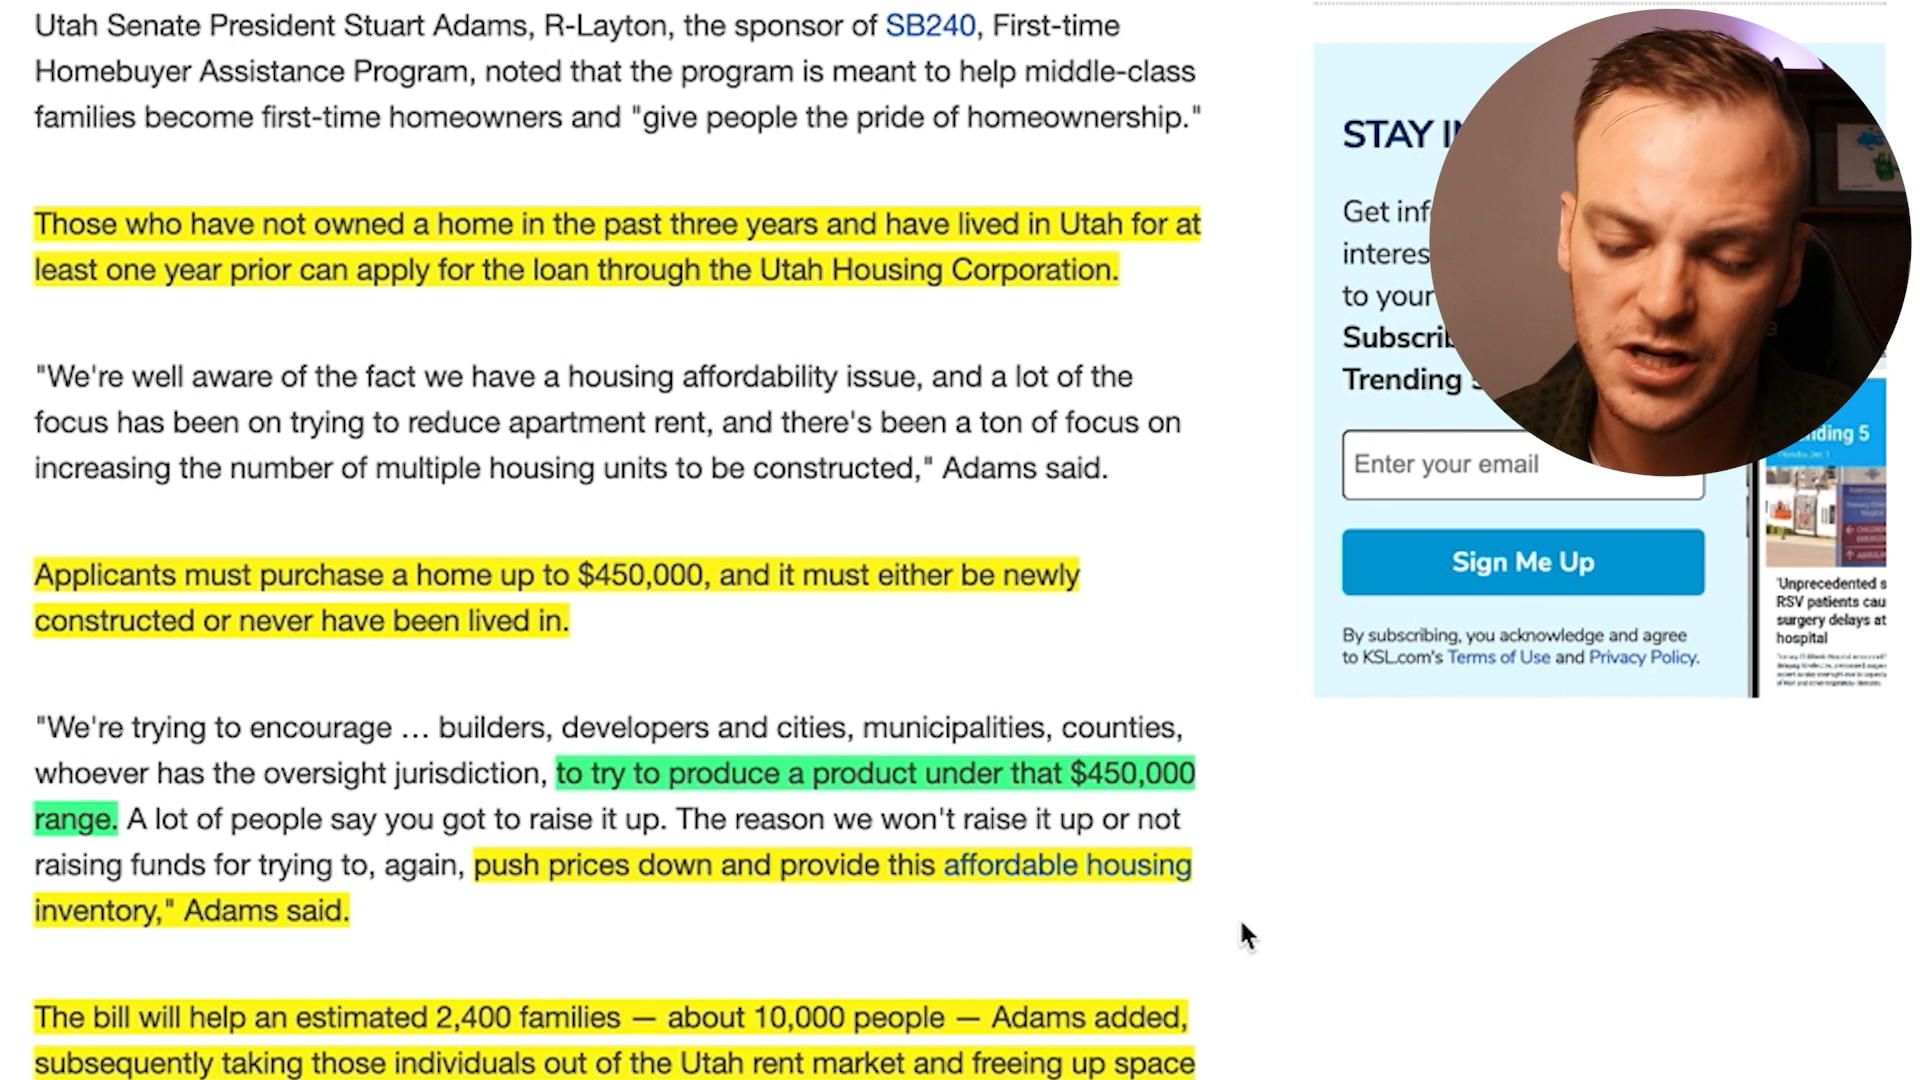 Utah Senate President Stuart Adams, R-Layton, the sponsor of SB240, First-time
Homebuyer Assistance Program, noted that the program is meant to help middle-class
families become first-time homeowners and "give people the pride of homeownership."
Those who have not owned a home in the past three years and have lived in Utah for at
least one year prior can apply for the loan through the Utah Housing Corporation.
"We're well aware of the fact we have a housing affordability issue, and a lot of the
focus has been on trying to reduce apartment rent, and there's been a ton of focus on
increasing the number of multiple housing units to be constructed," Adams said.
Applicants must purchase a home up to $450,000, and it must either be newly
constructed or never have been lived in.
"We're trying to encourage … builders, developers and cities, municipalities, counties,
whoever has the oversight jurisdiction, to try to produce a product under that $450,000
range. A lot of people say you got to raise it up. The reason we won't raise it up or not
raising funds for trying to, again, push prices down and provide this affordable housing
inventory," Adams said.
The bill will help an estimated 2,400 families — about 10,000 people — Adams added,
subsequently taking those individuals out of the Utah rent market and freeing up space
STAY
Get
to your
Trending
Enter your email
Sign Me Up
By subscribing, you acknowledge and agree
to KSL.com's Terms of Use and Privacy Policy.
5
'Unprecedented
RSV patients
surgery delays at
hospital